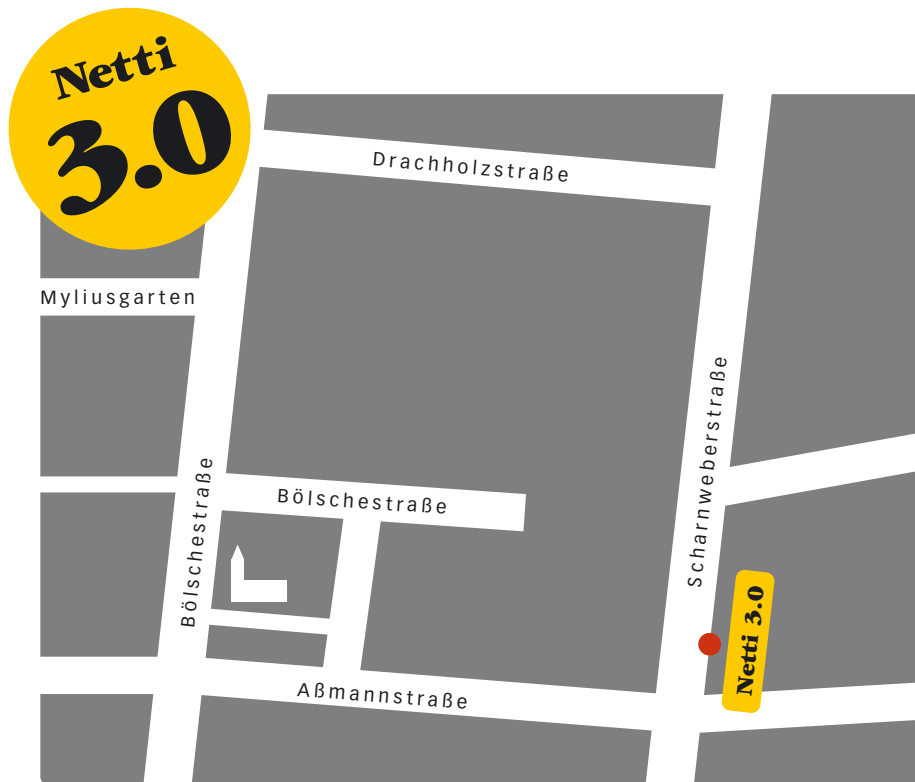 Netti
3.0
Drachholzstraße
Myliusgarten
Scharnweberstraße
Bölschestraße
Bölschestraße
Netti 3.0
Aßmannstraße